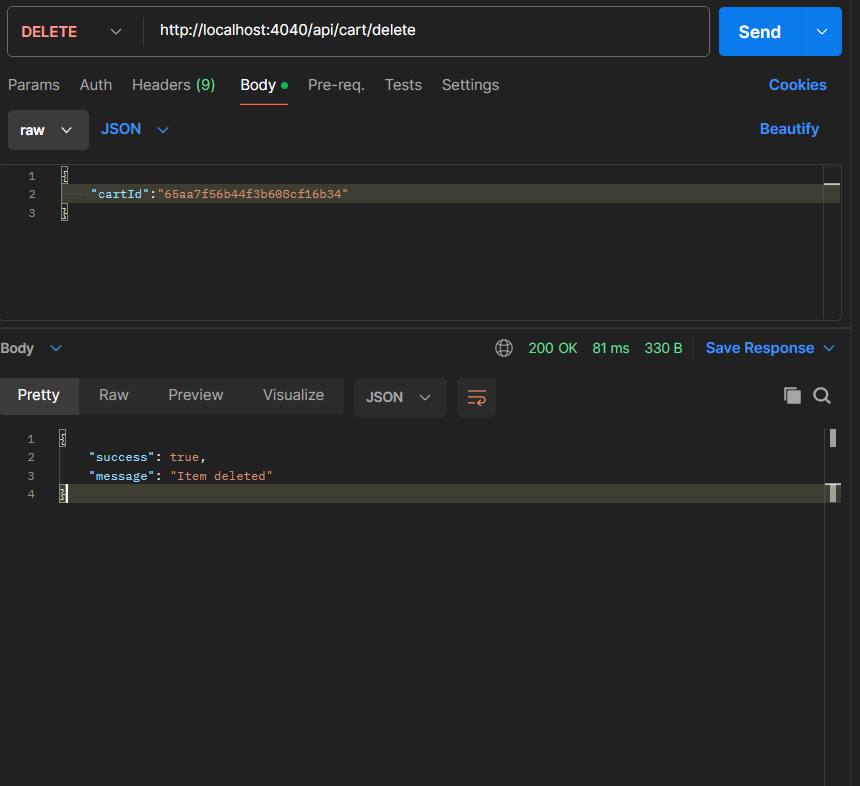 DELETE http://localhost:4040/api/cart/delete Send
Params Auth Headers (9) Body Pre-req. Tests Settings Cookies
raw JSON Beautify
1 {
2 "cartId":"65aa7f56b44f3b608cf16b34"
3 }
Body 200 OK 81 ms 330 B Save Response
Pretty Raw Preview Visualize JSON
1 {
2 "success": true,
3 "message": "Item deleted"
4 }